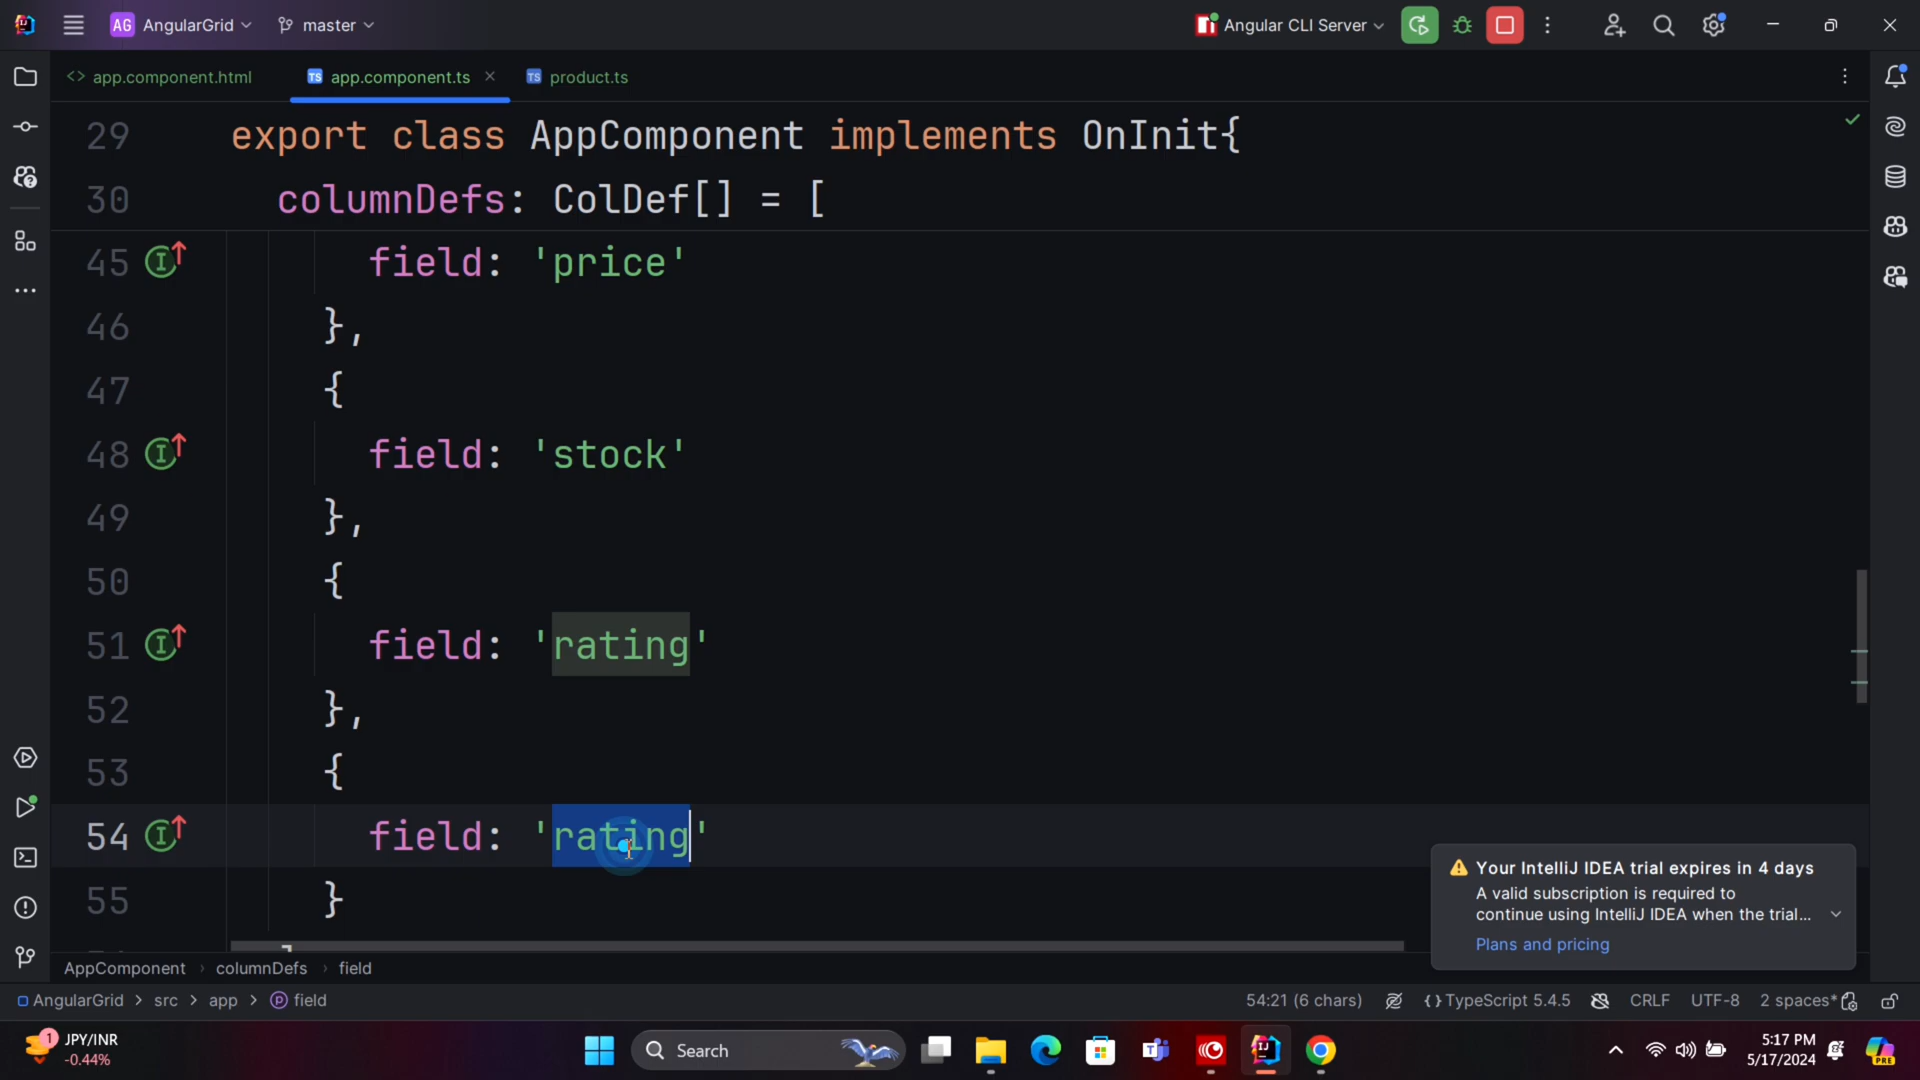 AG AngularGrid master Angular CLI Server
app.component.html app.component.ts product.ts
29 export class AppComponent implements OnInit{
30 columnDefs: ColDef[] = [
45 field: 'price'
46 },
47 {
48 field: 'stock'
49 },
50 {
51 field: 'rating'
52 },
53 {
54 field: 'rating'
55 }
Your IntelliJ IDEA trial expires in 4 days
A valid subscription is required to
continue using IntelliJ IDEA when the trial...
Plans and pricing
AppComponent › columnDefs › field
AngularGrid > src > app > field 54:21 (6 chars) {} TypeScript 5.4.5 CRLF UTF-8 2 spaces*
1 JPY/INR
-0.44%
Search
5:17 PM
5/17/2024
PRE